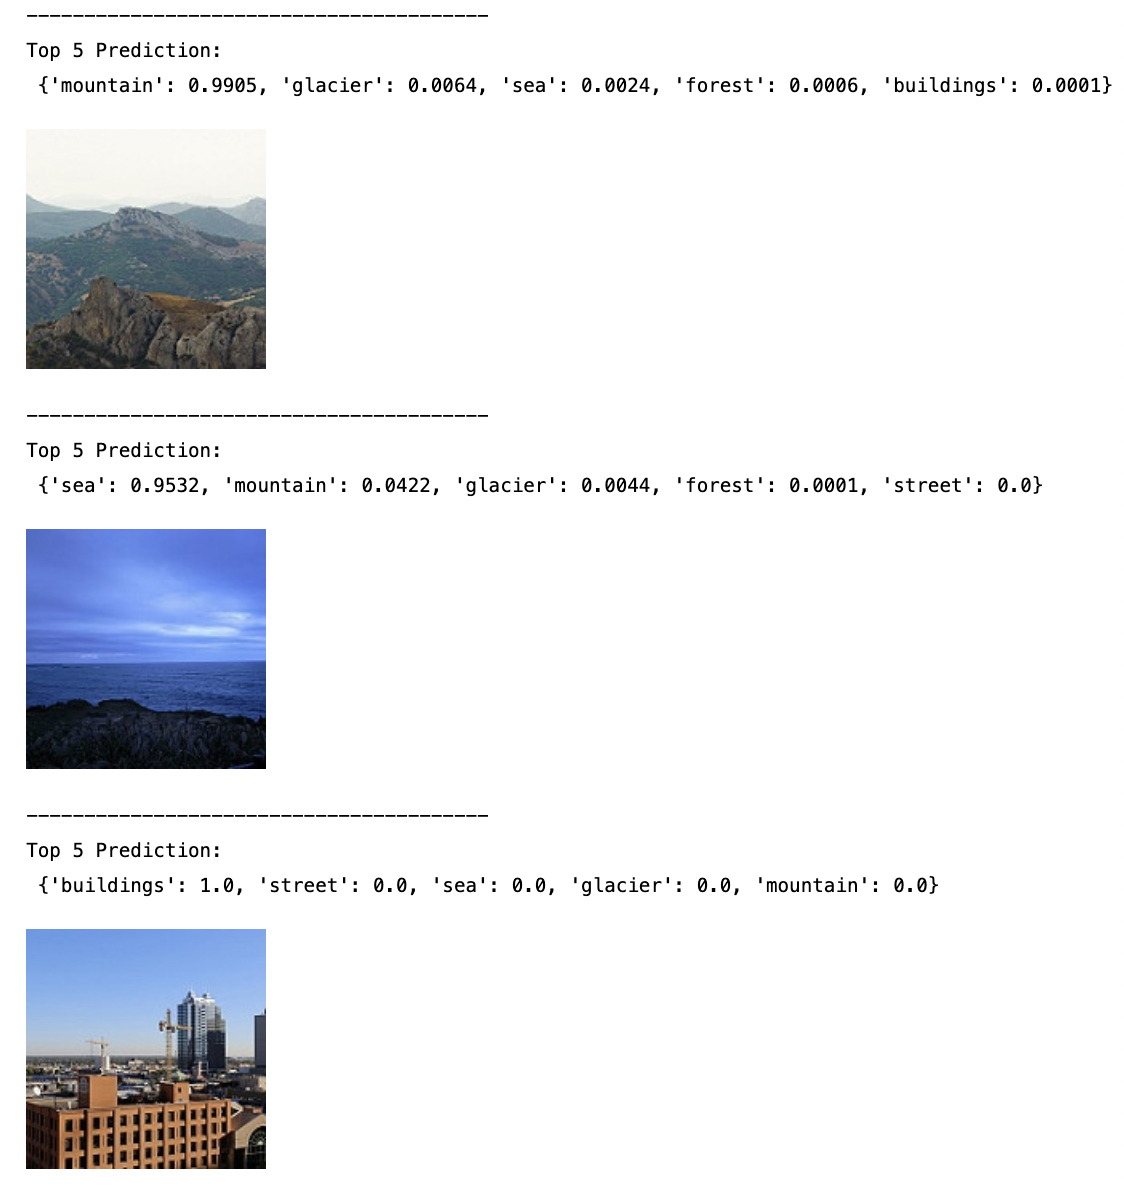 ----------------------------------------
Top 5 Prediction:
{'mountain': 0.9905, 'glacier': 0.0064, 'sea': 0.0024, 'forest': 0.0006, 'buildings': 0.0001}
----------------------------------------
Top 5 Prediction:
{'sea': 0.9532, 'mountain': 0.0422, 'glacier': 0.0044, 'forest': 0.0001, 'street': 0.0}
----------------------------------------
Top 5 Prediction:
{'buildings': 1.0, 'street': 0.0, 'sea': 0.0, 'glacier': 0.0, 'mountain': 0.0}